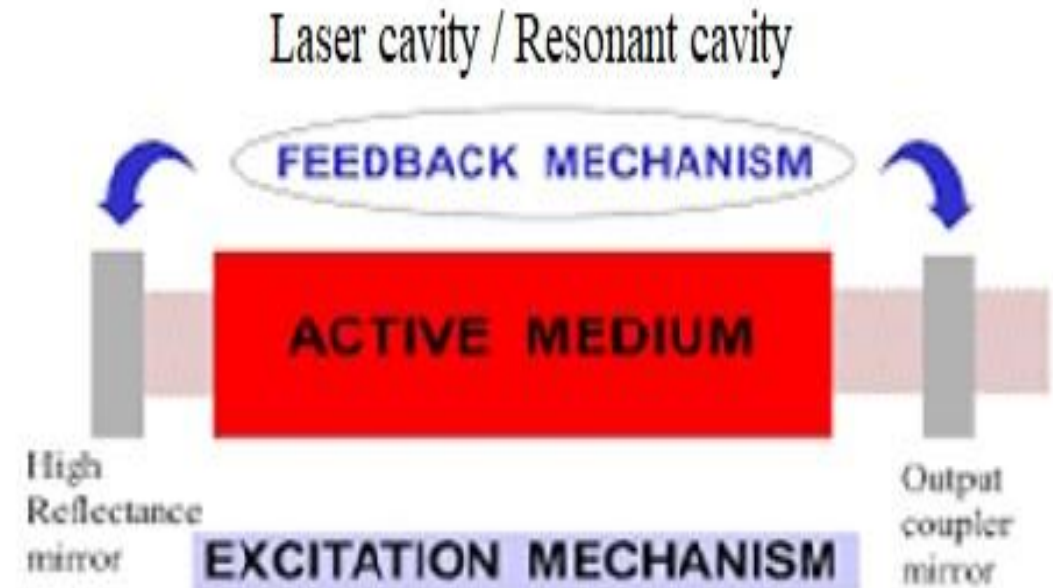 Laser cavity / Resonant cavity
FEEDBACK MECHANISM
ACTIVE MEDIUM
High
Reflectance
mirror
Output
coupler
mirror
EXCITATION MECHANISM